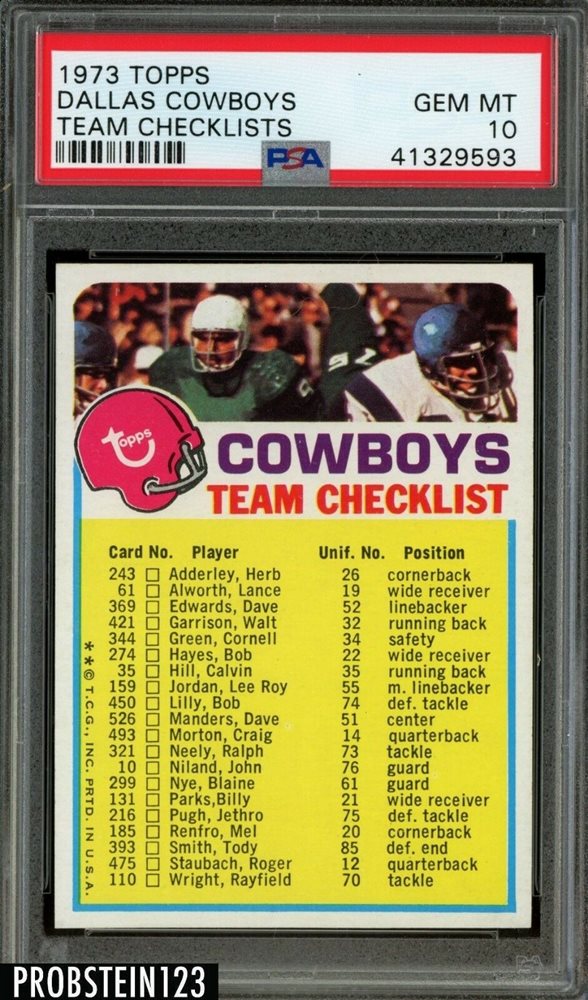 1973 TOPPS
DALLAS COWBOYS GEM MT
TEAM CHECKLISTS 10
PSA 41329593
51
Topps
COWBOYS
TEAM CHECKLIST
Card No. Player Unif. No. Position
243 Adderley, Herb 26 cornerback
61 Alworth, Lance 19 wide receiver
369 Edwards, Dave 52 linebacker
421 Garrison, Walt 32 running back
344 Green, Cornell 34 safety
274 Hayes, Bob 22 wide receiver
35 Hill, Calvin 35 running back
159 Jordan, Lee Roy 55 m. linebacker
450 Lilly, Bob 74 def. tackle
526 Manders, Dave 51 center
493 Morton, Craig 14 quarterback
321 Neely, Ralph 73 tackle
10 Niland, John 76 guard
299 Nye, Blaine 61 guard
131 Parks,Billy 21 wide receiver
216 Pugh, Jethro 75 def. tackle
185 Renfro, Mel 20 cornerback
393 Smith, Tody 85 def. end
475 Staubach, Roger 12 quarterback
110 Wright, Rayfield 70 tackle
**© T.C.G., INC. PRTD. IN U.S.A.
PROBSTEIN123